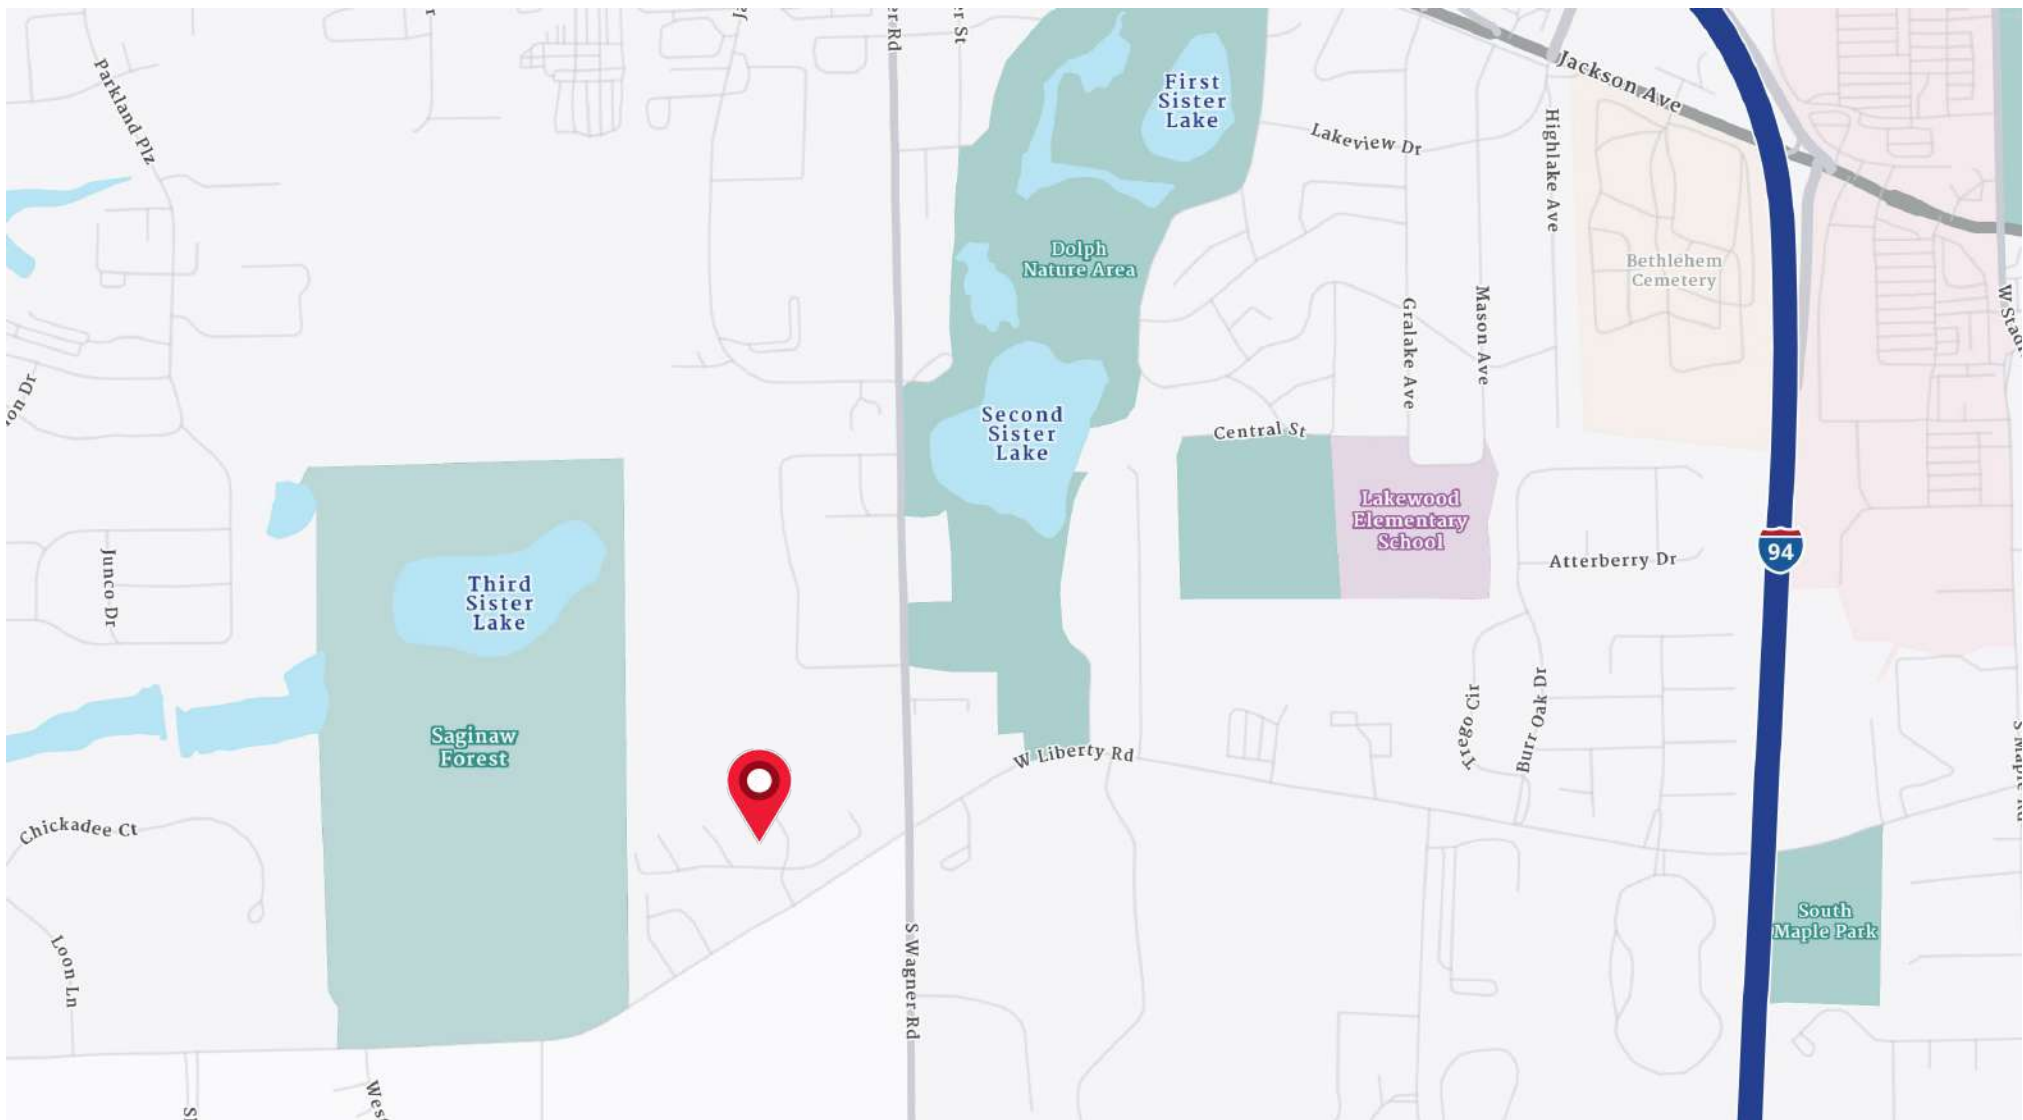 Parkland Plz
First
Sister
Lake
Jackson Ave
Lakeview Dr
Highlake Ave
Dolph
Nature Area
Bethlehem
Cemetery
Gralake Ave
Mason Ave
Second
Sister
Lake
Central St
Lakewood
Elementary
School
94
Atterberry Dr
Junco Dr
Third
Sister
Lake
Trego Cir
Burr Oak Dr
Saginaw
Forest
W Liberty Rd
Chickadee Ct
Loon Ln
S Wagner Rd
South
Maple Park
S Maple Rd